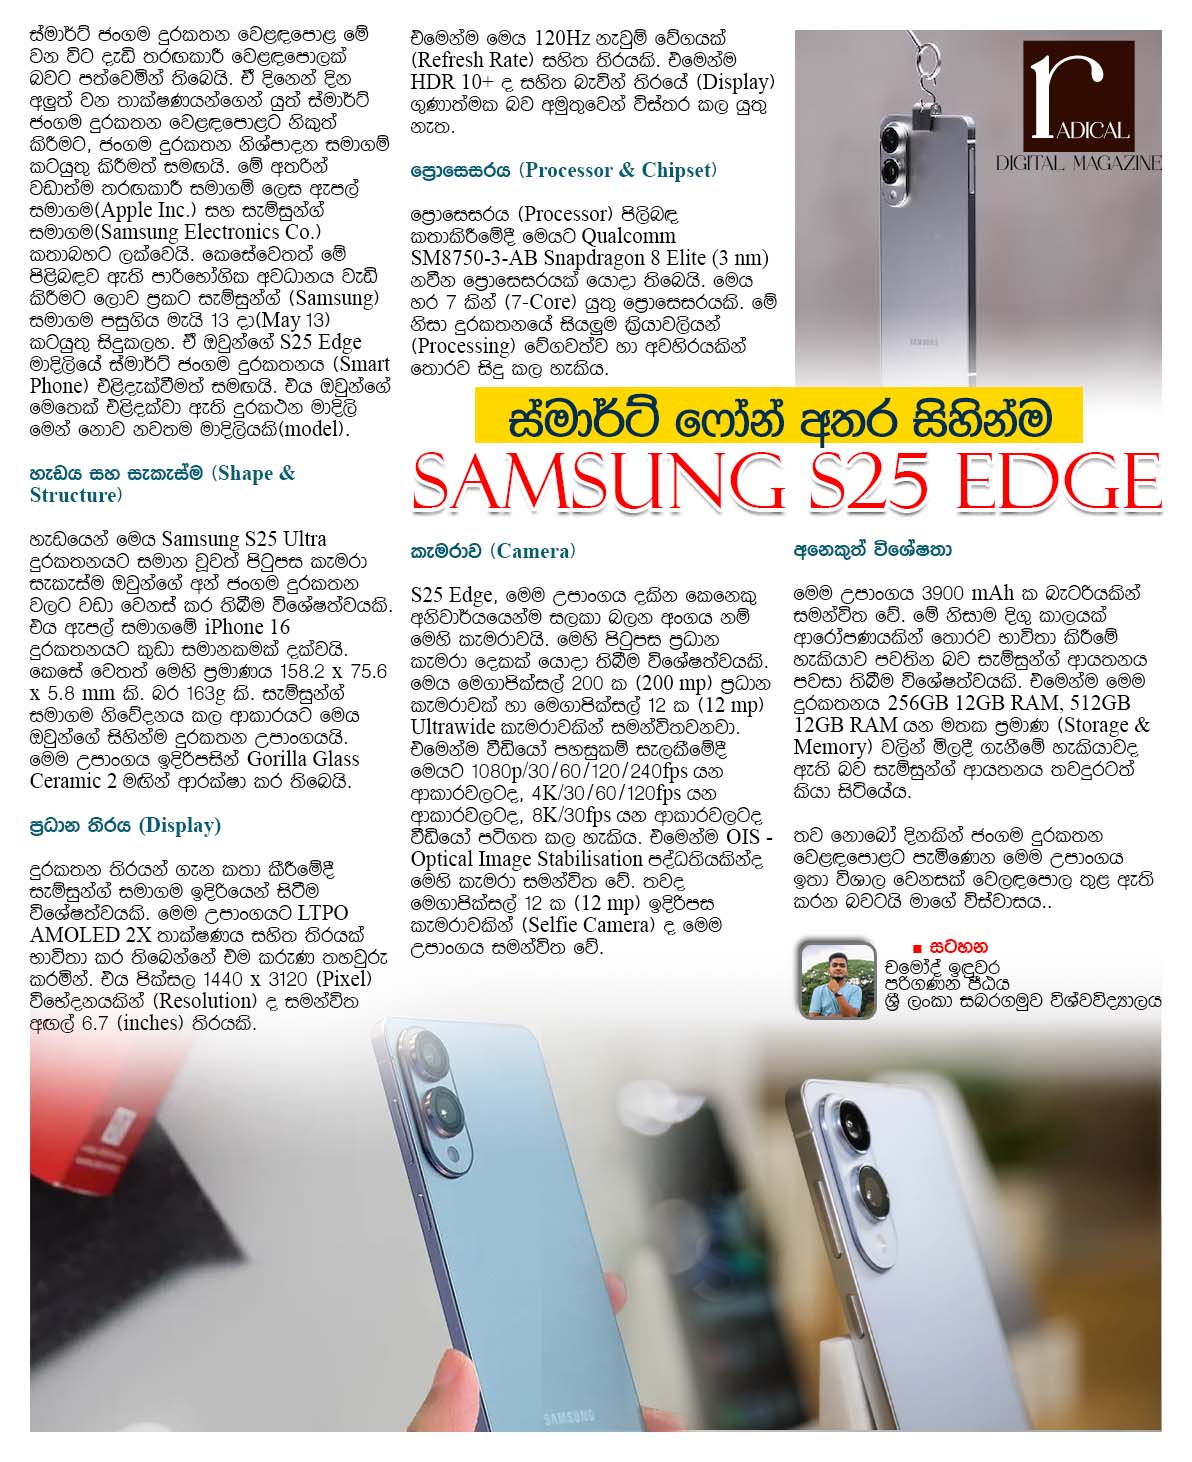 ස්මාර්ට් ජංගම දුරකතන වෙළඳපොළ මේ
වන විට දැඩි තරඟකාරී වෙළඳපොලක්
බවට පත්වෙමින් තිබෙයි. ඒ දිනෙන් දින
අලුත් වන තාක්ෂණයන්ගෙන් යුත් ස්මාර්ට්
ජංගම දුරකතන වෙළඳපොළට නිකුත්
කිරීමට, ජංගම දුරකතන නිශ්පාදන සමාගම්
කටයුතු කිරීමත් සමඟයි. මේ අතරින්
වඩාත්ම තරඟකාරී සමාගම් ලෙස ඇපල්
සමාගම(Apple Inc.) සහ සැම්සුන්ග්
සමාගම(Samsung Electronics Co.)
කතාබහට ලක්වෙයි. කෙසේවෙතත් මේ
පිළිබඳව ඇති පාරිභෝගික අවධානය වැඩි
කිරීමට ලොව ප්‍රකට සැම්සුන්ග් (Samsung)
සමාගම පසුගිය මැයි 13 දා(May 13)
කටයුතු සිදුකලහ. ඒ ඔවුන්ගේ S25 Edge
මාදිලියේ ස්මාර්ට් ජංගම දුරකතනය (Smart
Phone) එළිදැක්වීමත් සමඟයි. එය ඔවුන්ගේ
මෙතෙක් එළිදක්වා ඇති දුරකථන මාදිලි
මෙන් නොව නවතම මාදිලියකි(model).
හැඩය සහ සැකැස්ම (Shape &
Structure)
හැඩයෙන් මෙය Samsung S25 Ultra
දුරකතනයට සමාන වූවත් පිටුපස කැමරා
සැකැස්ම ඔවුන්ගේ අන් ජංගම දුරකතන
වලට වඩා වෙනස් කර තිබීම විශේෂත්වයකි.
එය ඇපල් සමාගමේ iPhone 16
දුරකතනයට කුඩා සමානකමක් දක්වයි.
කෙසේ වෙතත් මෙහි ප්‍රමාණය 158.2 x 75.6
x 5.8 mm කි. බර 163g කි. සැම්සුන්ග්
සමාගම නිවේදනය කල ආකාරයට මෙය
ඔවුන්ගේ සිහින්ම දුරකතන උපාංගයයි.
මෙම උපාංගය ඉදිරිපසින් Gorilla Glass
Ceramic 2 මඟින් ආරක්ෂා කර තිබෙයි.
ප්‍රධාන තිරය (Display)
දුරකතන තිරයන් ගැන කතා කීරීමේදී
සැම්සුන්ග් සමාගම ඉදිරියෙන් සිටීම
විශේෂත්වයකි. මෙම උපාංගයට LTPO
AMOLED 2X තාක්ෂණය සහිත තිරයක්
භාවිතා කර තිබෙන්නේ එම කරුණ තහවුරු
කරමින්. එය පික්සල 1440 x 3120 (Pixel)
විභේදනයකින් (Resolution) ද සමන්විත
අඟල් 6.7 (inches) තිරයකි.
එමෙන්ම මෙය 120Hz නැවුම් වේගයක්
(Refresh Rate) සහිත තිරයකි. එමෙන්ම
HDR 10+ ද සහිත බැවින් තිරයේ (Display)
ගුණාත්මක බව අමුතුවෙන් විස්තර කල යුතු
නැත.
ප්‍රොසෙසරය (Processor & Chipset)
ප්‍රොසෙසරය (Processor) පිලිබඳ
කතාකිරීමේදී මෙයට Qualcomm
SM8750-3-AB Snapdragon 8 Elite (3 nm)
නවීන ප්‍රොසෙසරයක් යොදා තිබෙයි. මෙය
හර 7 කින් (7-Core) යුතු ප්‍රොසෙසරයකි. මේ
නිසා දුරකතනයේ සියලුම ක්‍රියාවලියන්
(Processing) වේගවත්ව හා අවහිරයකින්
තොරව සිදු කල හැකිය.
rADICAL
DIGITAL MAGAZINE
SAMSUNG
ස්මාර්ට් ෆෝන් අතර සිහින්ම
SAMSUNG S25 EDGE
කැමරාව (Camera)
S25 Edge, මෙම උපාංගය දකින කෙනෙකු
අනිවාර්යයෙන්ම සලකා බලන අංගය නම්
මෙහි කැමරාවයි. මෙහි පිටුපස ප්‍රධාන
කැමරා දෙකක් යොදා තිබීම විශේෂත්වයකි.
මෙය මෙගාපික්සල් 200 ක (200 mp) ප්‍රධාන
කැමරාවක් හා මෙගාපික්සල් 12 ක (12 mp)
Ultrawide කැමරාවකින් සමන්විතවනවා.
එමෙන්ම වීඩියෝ පහසුකම් සැලකීමේදී
මෙයට 1080p/30/60/120/240fps යන
ආකාරවලටද, 4K/30/60/120fps යන
ආකාරවලටද, 8K/30fps යන ආකාරවලටද
වීඩියෝ පටිගත කල හැකිය. එමෙන්ම OIS -
Optical Image Stabilisation පද්ධතියකින්ද
මෙහි කැමරා සමන්විත වේ. තවද
මෙගාපික්සල් 12 ක (12 mp) ඉදිරිපස
කැමරාවකින් (Selfie Camera) ද මෙම
උපාංගය සමන්විත වේ.
අනෙකුත් විශේෂතා
මෙම උපාංගය 3900 mAh ක බැටරියකින්
සමන්විත වේ. මේ නිසාම දිගු කාලයක්
ආරෝපණයකින් තොරව භාවිතා කිරීමේ
හැකියාව පවතින බව සැම්සුන්ග් ආයතනය
පවසා තිබීම විශේෂත්වයකි. එමෙන්ම මෙම
දුරකතනය 256GB 12GB RAM, 512GB
12GB RAM යන මතක ප්‍රමාණ (Storage &
Memory) වලින් මිලදී ගැනීමේ හැකියාවද
ඇති බව සැම්සුන්ග් ආයතනය තවදුරටත්
කියා සිටියේය.
තව නොබෝ දිනකින් ජංගම දුරකතන
වෙළඳපොළට පැමිණෙන මෙම උපාංගය
ඉතා විශාල වෙනසක් වෙලඳපොල තුළ ඇති
කරන බවටයි මාගේ විස්වාසය..
■ සටහන
චමෝද් ඉඳුවර
පරිගණන පීඨය
ශ්‍රී ලංකා සබරගමුව විශ්වවිද්‍යාලය
SAMSUNG